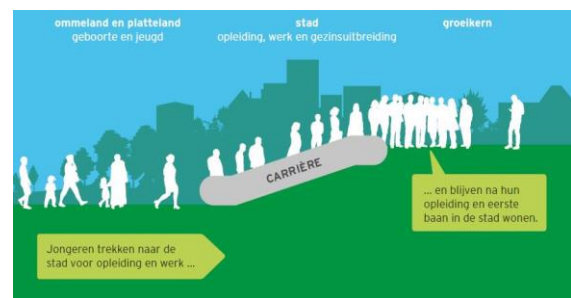 ommeland en platteland
geboorte en jeugd
stad
opleiding, werk en gezinsuitbreiding
groeikern
CARRIÈRE
... en blijven na hun
opleiding en eerste
baan in de stad wonen.
Jongeren trekken naar de
stad voor opleiding en werk ...